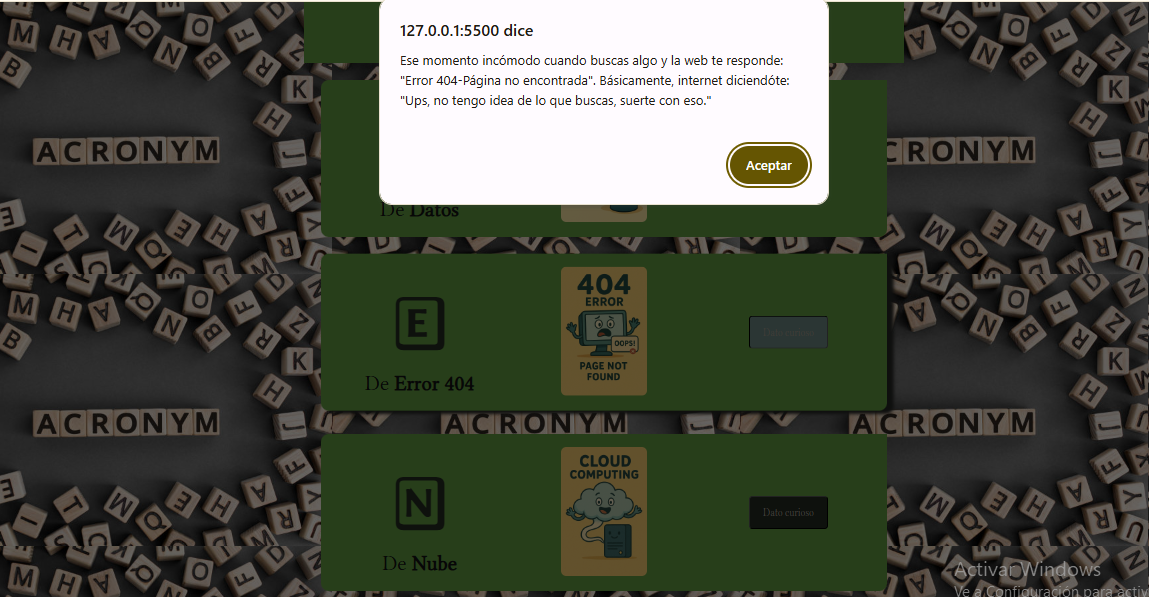 127.0.0.1:5500 dice
Ese momento incómodo cuando buscas algo y la web te responde:
"Error 404-Página no encontrada". Básicamente, internet diciendóte:
"Ups, no tengo idea de lo que buscas, suerte con eso."
Aceptar
ACRONYM
CRONYM
De Datos
404
ERROR
OOPS!
PAGE NOT
FOUND
E
De Error 404
Dato curioso
ACRONYM
ACRONYM
ACRONYM
CLOUD
COMPUTING
N
De Nube
Dato curioso
Activar Windows
Ve a Configuración para activ